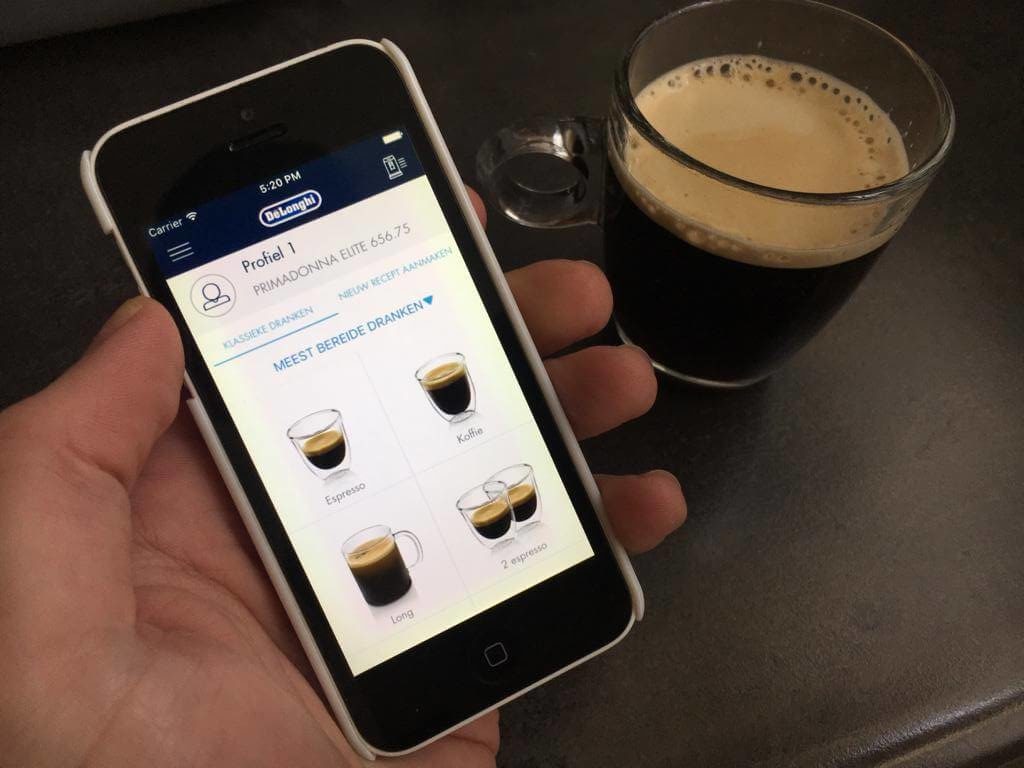 Carrier 5:20 PM
DeLonghi
Profiel 1
PRIMADONNA ELITE 656.75
KLASSIEKE DRANKEN NIEUW RECEPT AANMAKEN
MEEST BEREIDE DRANKEN▼
Espresso Koffie
Long 2 espresso